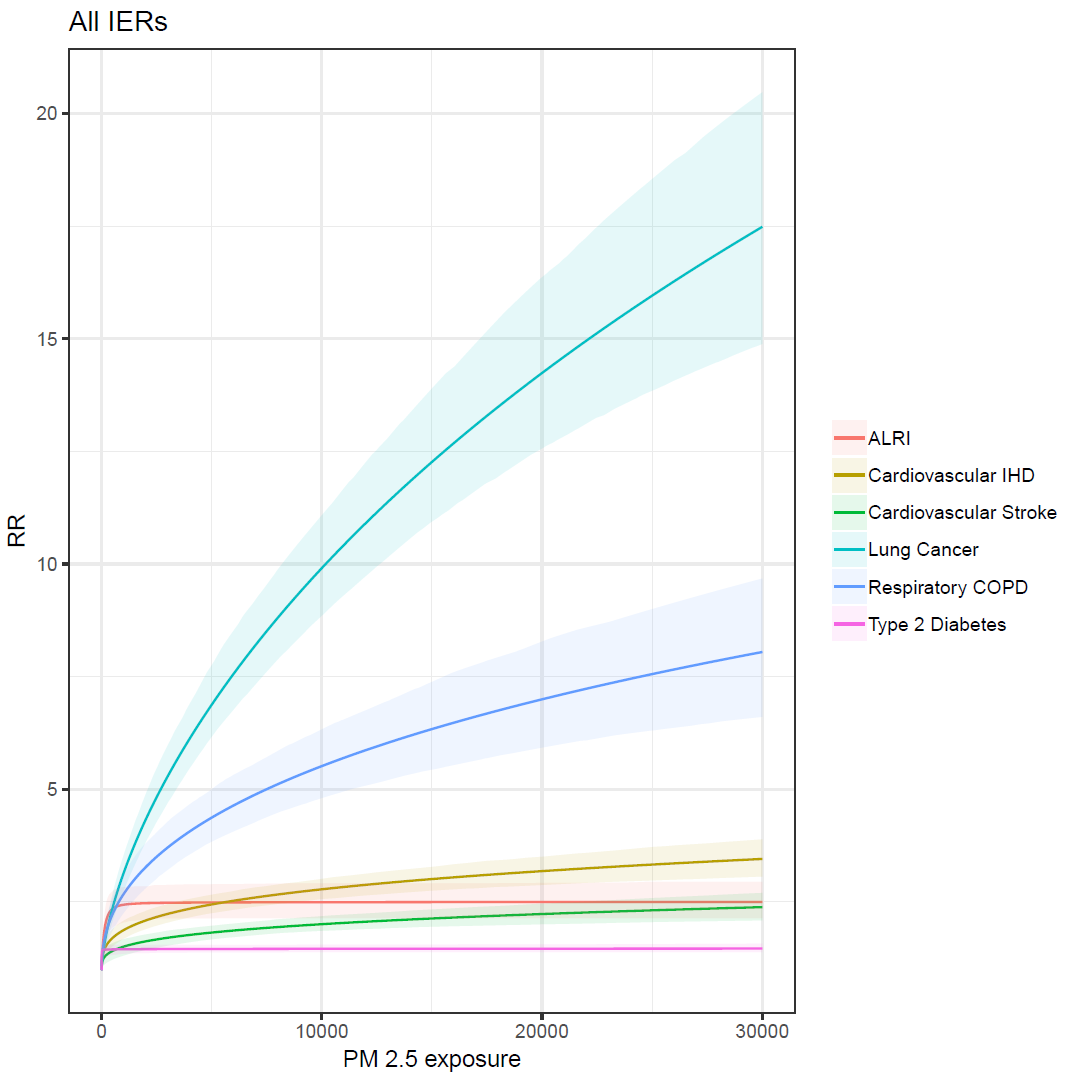 All IERs
20
15
10
5
RR
0
10000
20000
30000
PM 2.5 exposure
ALRI
Cardiovascular IHD
Cardiovascular Stroke
Lung Cancer
Respiratory COPD
Type 2 Diabetes